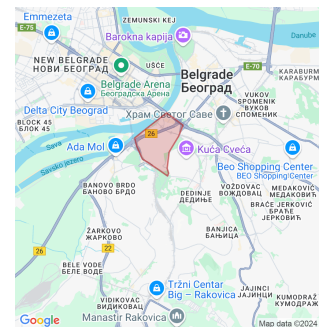 Emmezeta
ZEMUNSKI KEJ
E-75
Barokna kapija
NEW BELGRADE
НОВИ БЕОГРАД
UŠĆE
Danube
E-70
Belgrade Arena
Београдска Арена
Belgrade
Београд
KARABURM
КАРАБУРМ
Delta City Beograd
Храм Светог Саве
VUKOV
SPOMENIK
ВУКОВ
СПОМЕНИК
BLOCK 45
БЛОК 45
Sava
26
Ada Mol
Kuća Cveća
Savsko jezero
Beo Shopping Center
BEO Shopping Center
BANOVO BRDO
БАНОВО БРДО
DEDINJE
ДЕДИЊЕ
VOŽDOVAC
ВОЖДОВАЦ
MEDAKOVIĆ
МЕДАКОВИЋ
BRAĆE JERKOVIĆ
БРАЋЕ
ЈЕРКОВИЋ
ŽARKOVO
ЖАРКОВО
BANJICA
БАЊИЦА
26
22
BELE VODE
БЕЛЕ ВОДЕ
Tržni Centar
Big – Rakovica
JAJINCI
ЈАЈИНЦИ
VIDIKOVAC
ВИДИКОВАЦ
KUMODRAŽ
КУМОДРАЖ
Manastir Rakovica
Google
Map data ©2024